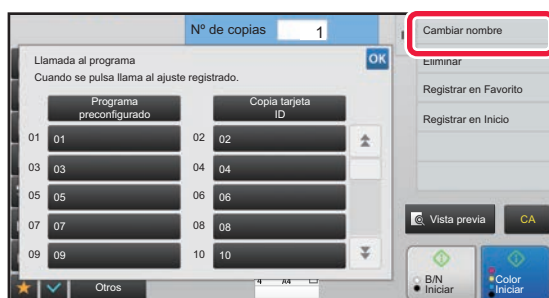 Nº de copias 1
Cambiar nombre
Llamada al programa
OK
Eliminar
Cuando se pulsa llama al ajuste registrado.
Registrar en Favorito
Programa
preconfigurado
Copia tarjeta
ID
Registrar en Inicio
01 01
02 02
03 03
04 04
05 05
06 06
07 07
08 08
Vista previa
CA
09 09
10 10
B/N
Iniciar
Color
Iniciar
Otros
A4